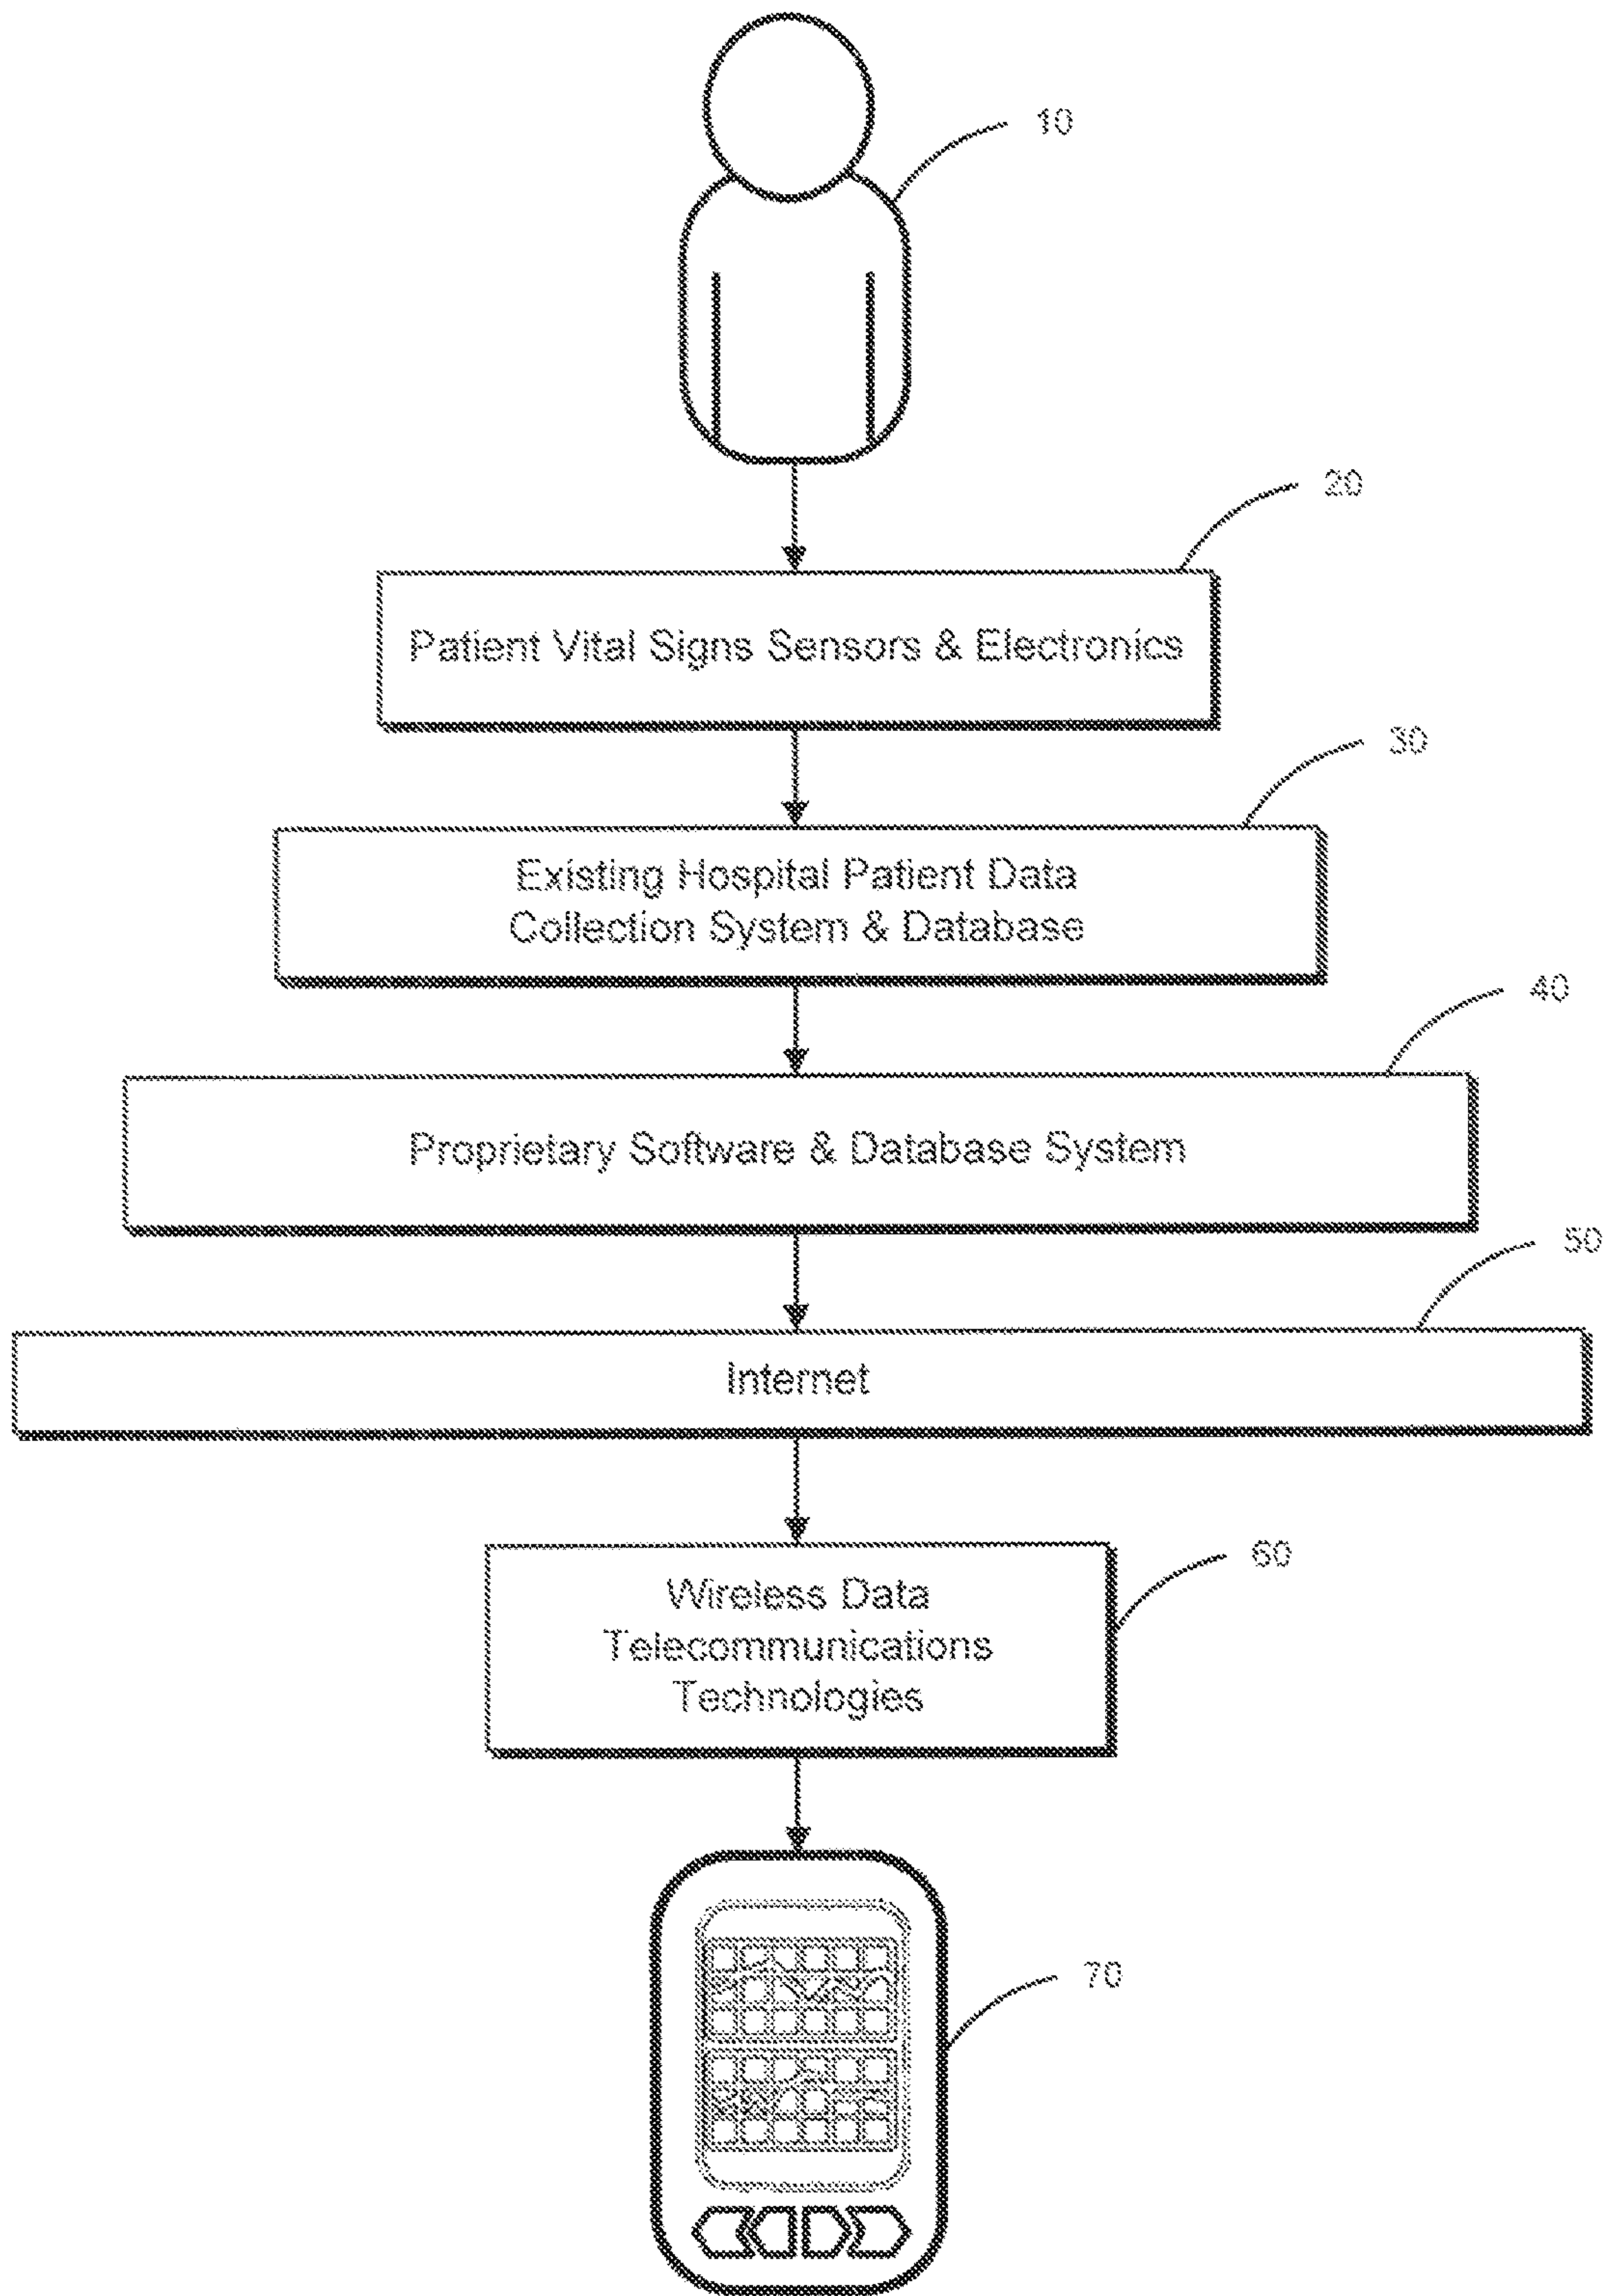 10
20
Patient Vital Signs Sensors & Electronics
30
Existing Hospital Patient Data
Collection System & Database
40
Proprietary Software & Database System
50
Internet
60
Wireless Data
Telecommunications
Technologies
70